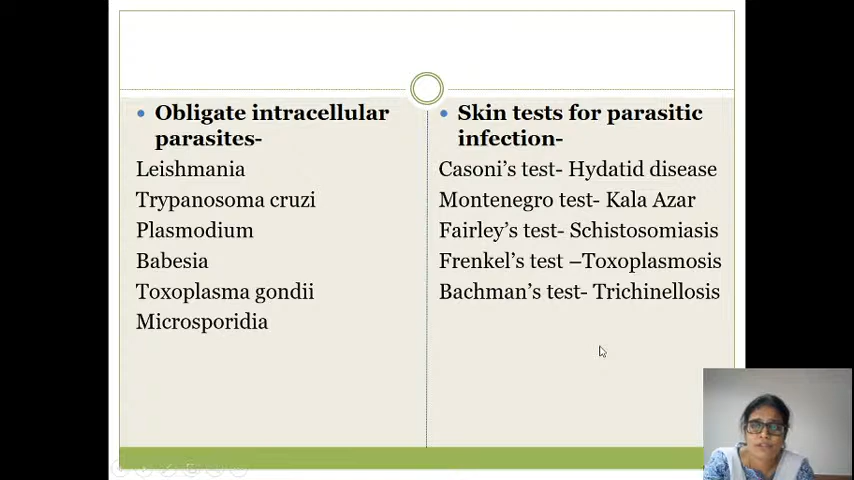 Obligate intracellular
parasites-
Leishmania
Trypanosoma cruzi
Plasmodium
Babesia
Toxoplasma gondii
Microsporidia
Skin tests for parasitic
infection-
Casoni's test- Hydatid disease
Montenegro test- Kala Azar
Fairley's test- Schistosomiasis
Frenkel's test –Toxoplasmosis
Bachman's test- Trichinellosis